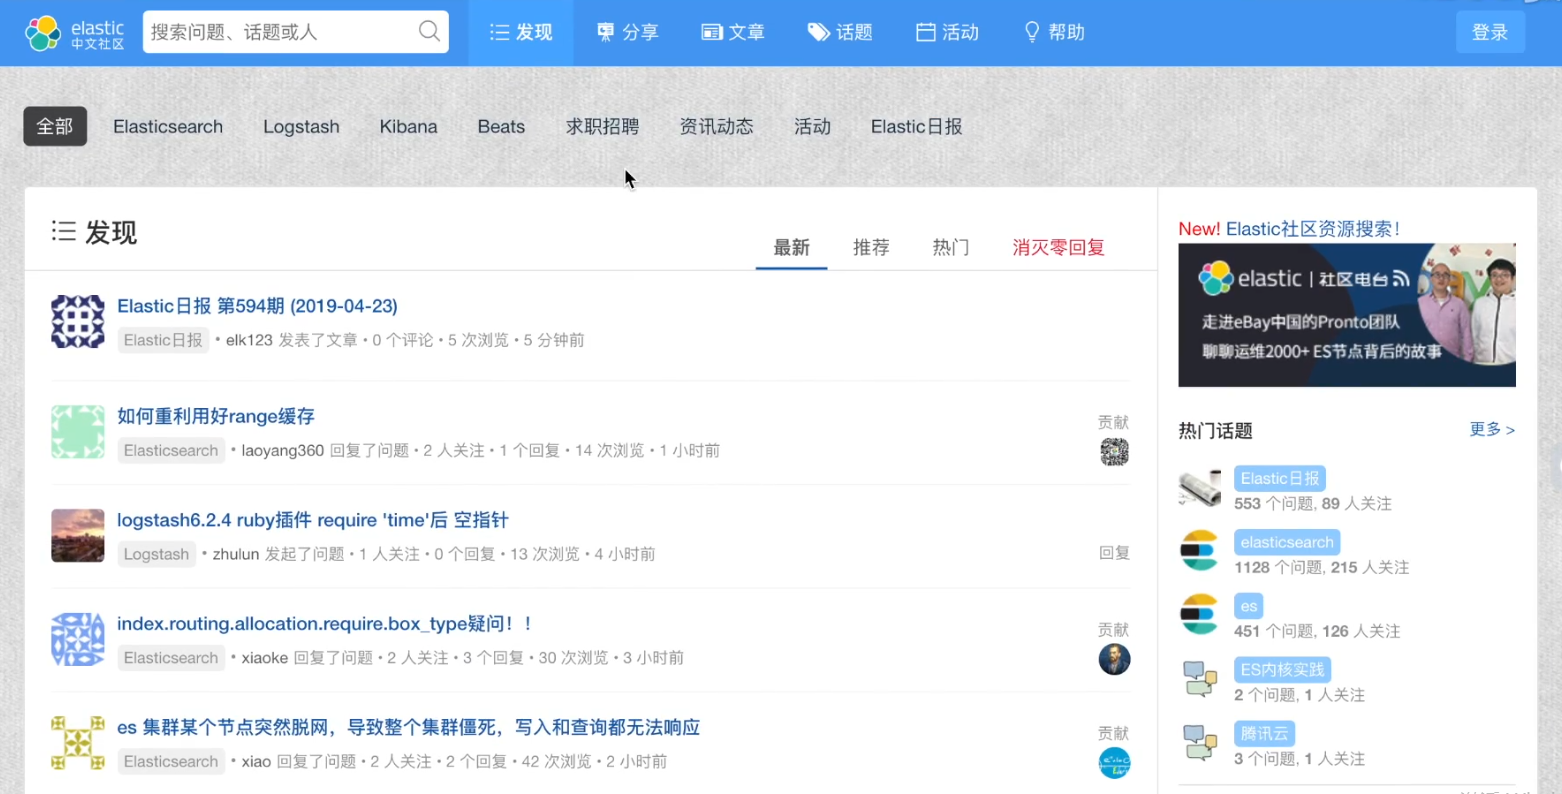 elastic
中文社区
搜索问题、话题或人
发现
分享
文章
话题
活动
帮助
登录
全部
Elasticsearch
Logstash
Kibana
Beats
求职招聘
资讯动态
活动
Elastic日报
发现
最新
推荐
热门
消灭零回复
Elastic日报 第594期 (2019-04-23)
Elastic日报 • elk123 发表了文章 • 0 个评论 • 5 次浏览 • 5 分钟前
如何重利用好range缓存
贡献
Elasticsearch • laoyang360 回复了问题 • 2 人关注 • 1 个回复 • 14 次浏览 • 1 小时前
logstash6.2.4 ruby插件 require 'time'后 空指针
Logstash • zhulun 发起了问题 • 1 人关注 • 0 个回复 • 13 次浏览 • 4 小时前
回复
index.routing.allocation.require.box_type疑问！！
贡献
Elasticsearch • xiaoke 回复了问题 • 2 人关注 • 3 个回复 • 30 次浏览 • 3 小时前
es 集群某个节点突然脱网，导致整个集群僵死，写入和查询都无法响应
贡献
Elasticsearch • xiao 回复了问题 • 2 人关注 • 2 个回复 • 42 次浏览 • 2 小时前
New! Elastic社区资源搜索！
elastic | 社区电台
走进eBay中国的Pronto团队
聊聊运维2000+ ES节点背后的故事
热门话题
更多 >
Elastic日报
553 个问题, 89 人关注
elasticsearch
1128 个问题, 215 人关注
es
451 个问题, 126 人关注
ES内核实践
2 个问题, 1 人关注
腾讯云
3 个问题, 1 人关注